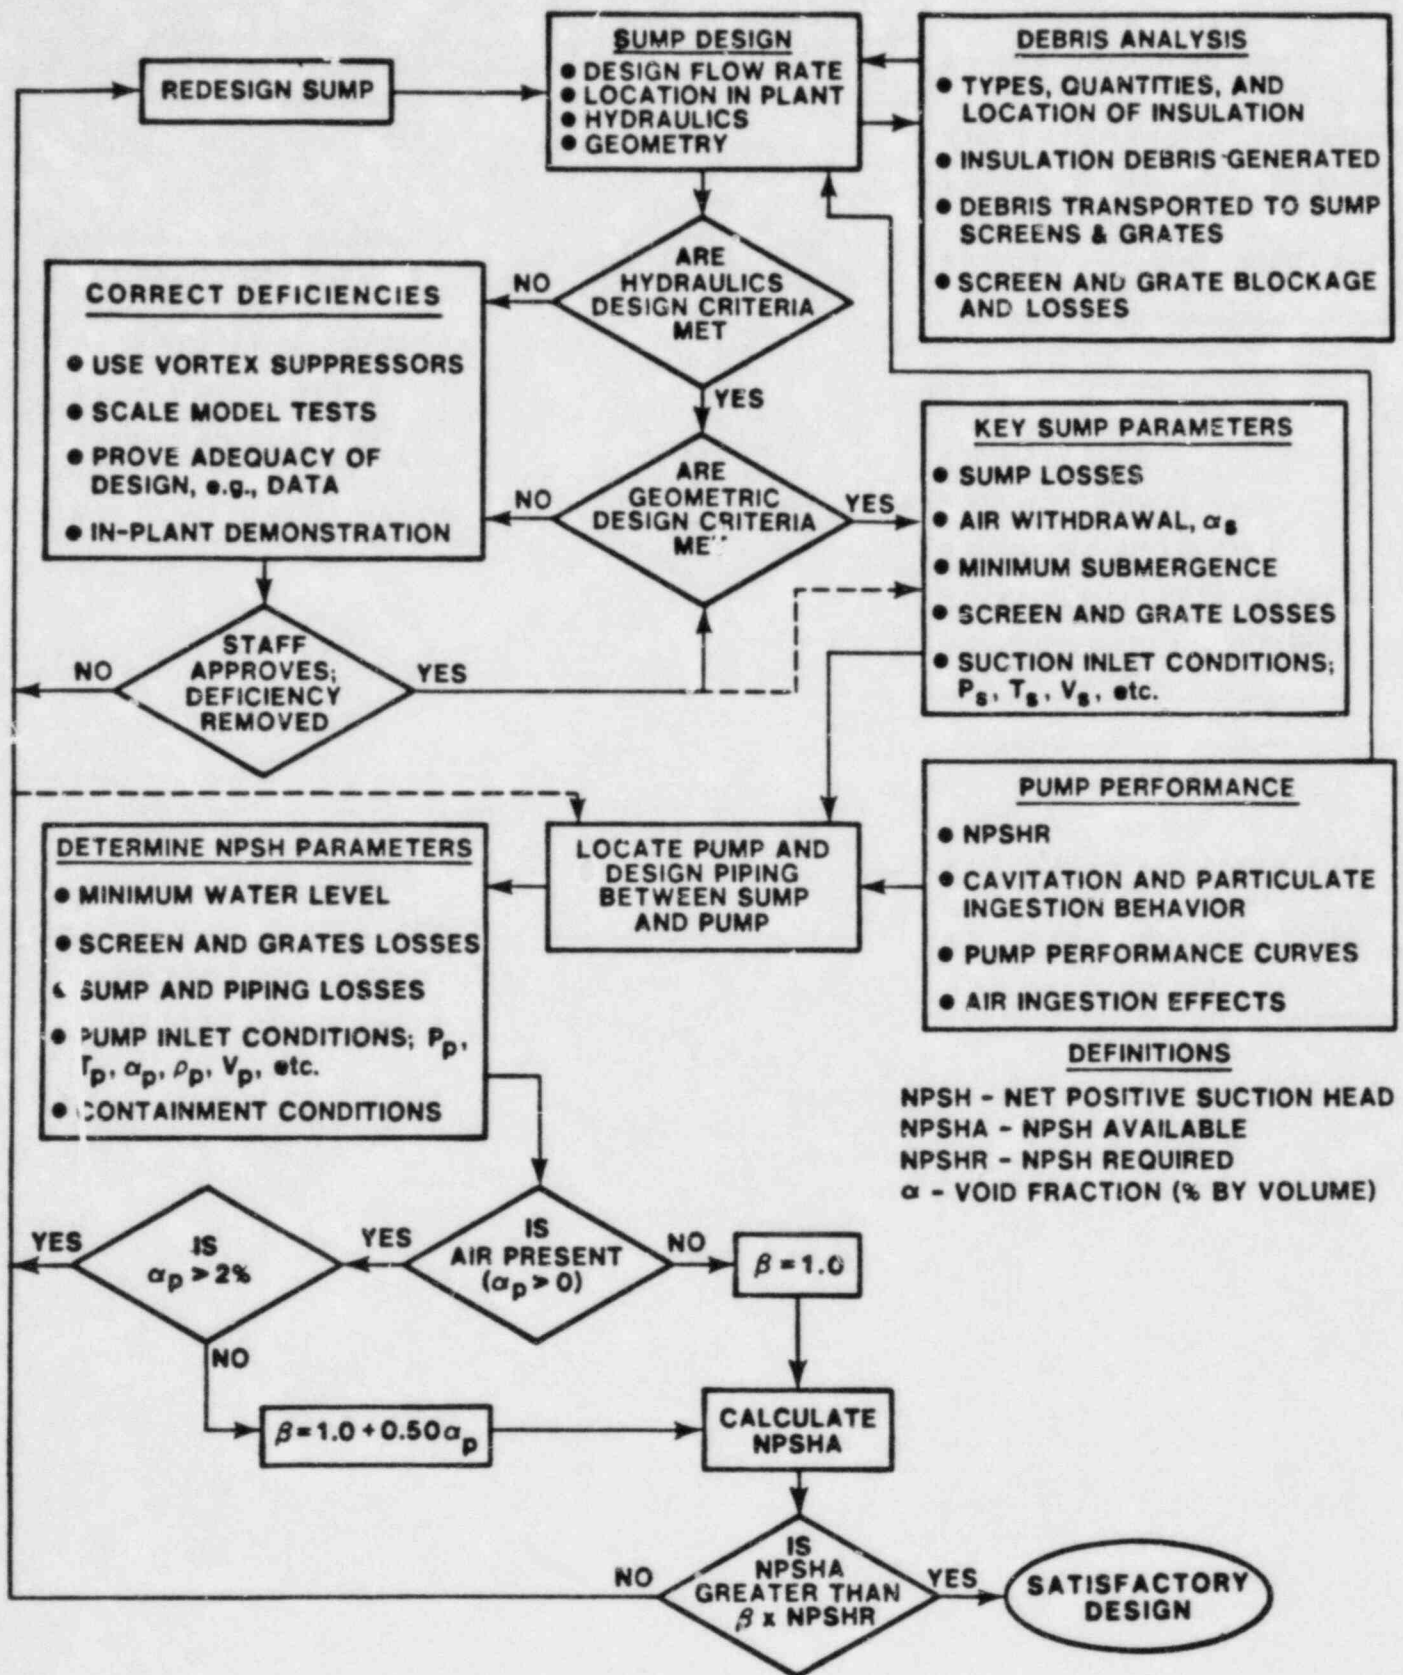 REDESIGN SUMP
SUMP DESIGN
● DESIGN FLOW RATE
● LOCATION IN PLANT
● HYDRAULICS
● GEOMETRY
DEBRIS ANALYSIS
● TYPES, QUANTITIES, AND
LOCATION OF INSULATION
● INSULATION DEBRIS GENERATED
● DEBRIS TRANSPORTED TO SUMP
SCREENS & GRATES
● SCREEN AND GRATE BLOCKAGE
AND LOSSES
ARE
HYDRAULICS
DESIGN CRITERIA
MET
NO
YES
CORRECT DEFICIENCIES
● USE VORTEX SUPPRESSORS
● SCALE MODEL TESTS
● PROVE ADEQUACY OF
DESIGN, e.g., DATA
● IN-PLANT DEMONSTRATION
ARE
GEOMETRIC
DESIGN CRITERIA
MET
NO
YES
KEY SUMP PARAMETERS
● SUMP LOSSES
● AIR WITHDRAWAL, αs
● MINIMUM SUBMERGENCE
● SCREEN AND GRATE LOSSES
● SUCTION INLET CONDITIONS;
Ps, Ts, Vs, etc.
STAFF
APPROVES;
DEFICIENCY
REMOVED
NO
YES
DETERMINE NPSH PARAMETERS
● MINIMUM WATER LEVEL
● SCREEN AND GRATES LOSSES
● SUMP AND PIPING LOSSES
● PUMP INLET CONDITIONS; Pp,
Tp, αp, ρp, Vp, etc.
● CONTAINMENT CONDITIONS
LOCATE PUMP AND
DESIGN PIPING
BETWEEN SUMP
AND PUMP
PUMP PERFORMANCE
● NPSHR
● CAVITATION AND PARTICULATE
INGESTION BEHAVIOR
● PUMP PERFORMANCE CURVES
● AIR INGESTION EFFECTS
DEFINITIONS
NPSH - NET POSITIVE SUCTION HEAD
NPSHA - NPSH AVAILABLE
NPSHR - NPSH REQUIRED
α - VOID FRACTION (% BY VOLUME)
YES
IS
αp > 2%
NO
YES
IS
AIR PRESENT
(αp > 0)
NO
β = 1.0
β = 1.0 + 0.50αp
CALCULATE
NPSHA
NO
IS
NPSHA
GREATER THAN
β x NPSHR
YES
SATISFACTORY
DESIGN